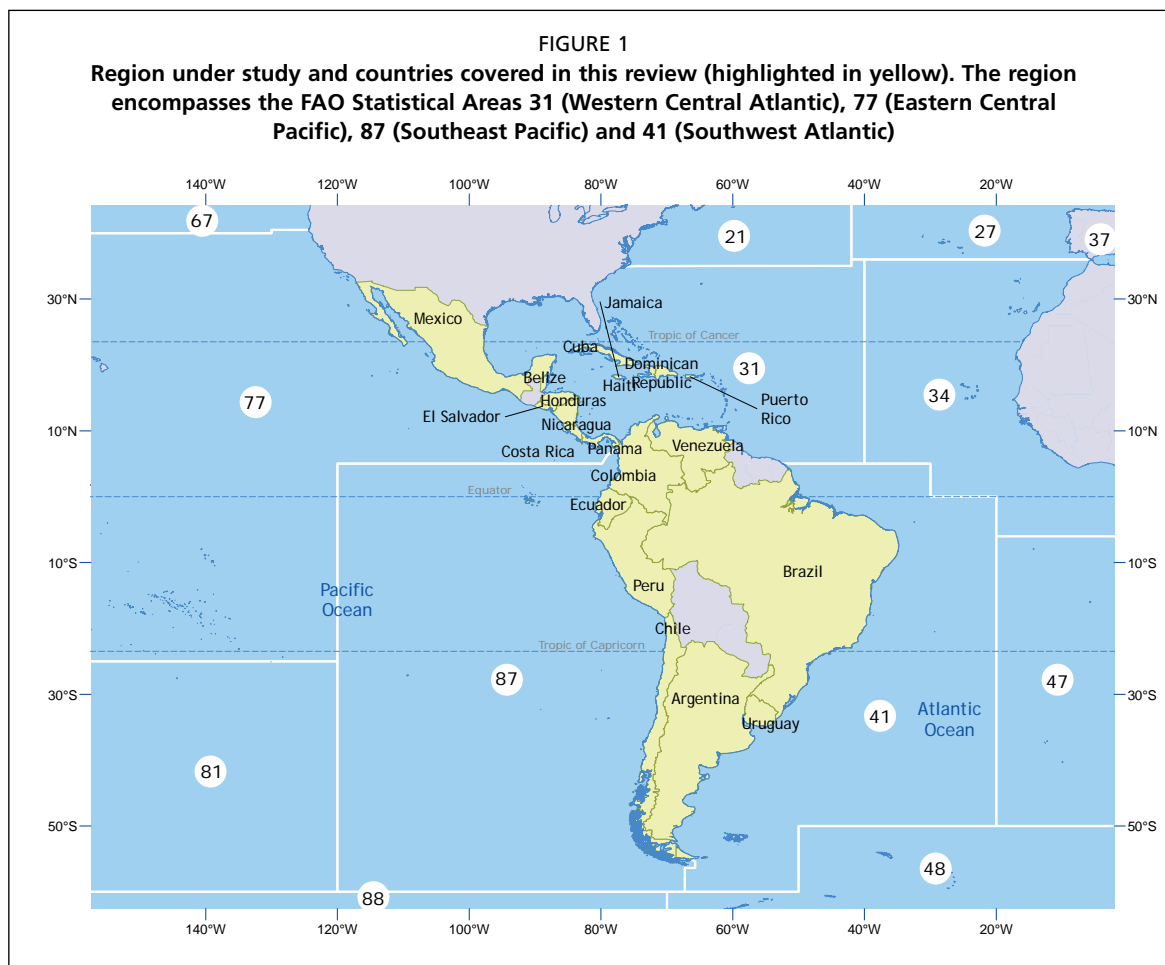 FIGURE 1
Region under study and countries covered in this review (highlighted in yellow). The region
encompasses the FAO Statistical Areas 31 (Western Central Atlantic), 77 (Eastern Central
Pacific), 87 (Southeast Pacific) and 41 (Southwest Atlantic)
140°W 120°W 100°W 80°W 60°W 40°W 20°W
67
21
27
37
30°N
30°N
Jamaica
Mexico
Tropic of Cancer
Cuba
Dominican
Republic
31
Belize
Haiti
77
34
Honduras
Puerto
Rico
El Salvador
Nicaragua
10°N
10°N
Costa Rica
Panama
Venezuela
Colombia
Equator
Ecuador
10°S
10°S
Brazil
Peru
Pacific
Ocean
Chile
Tropic of Capricorn
87
47
30°S
30°S
Argentina
41
Atlantic
Ocean
Uruguay
81
50°S
50°S
48
88
140°W 120°W 100°W 80°W 60°W 40°W 20°W